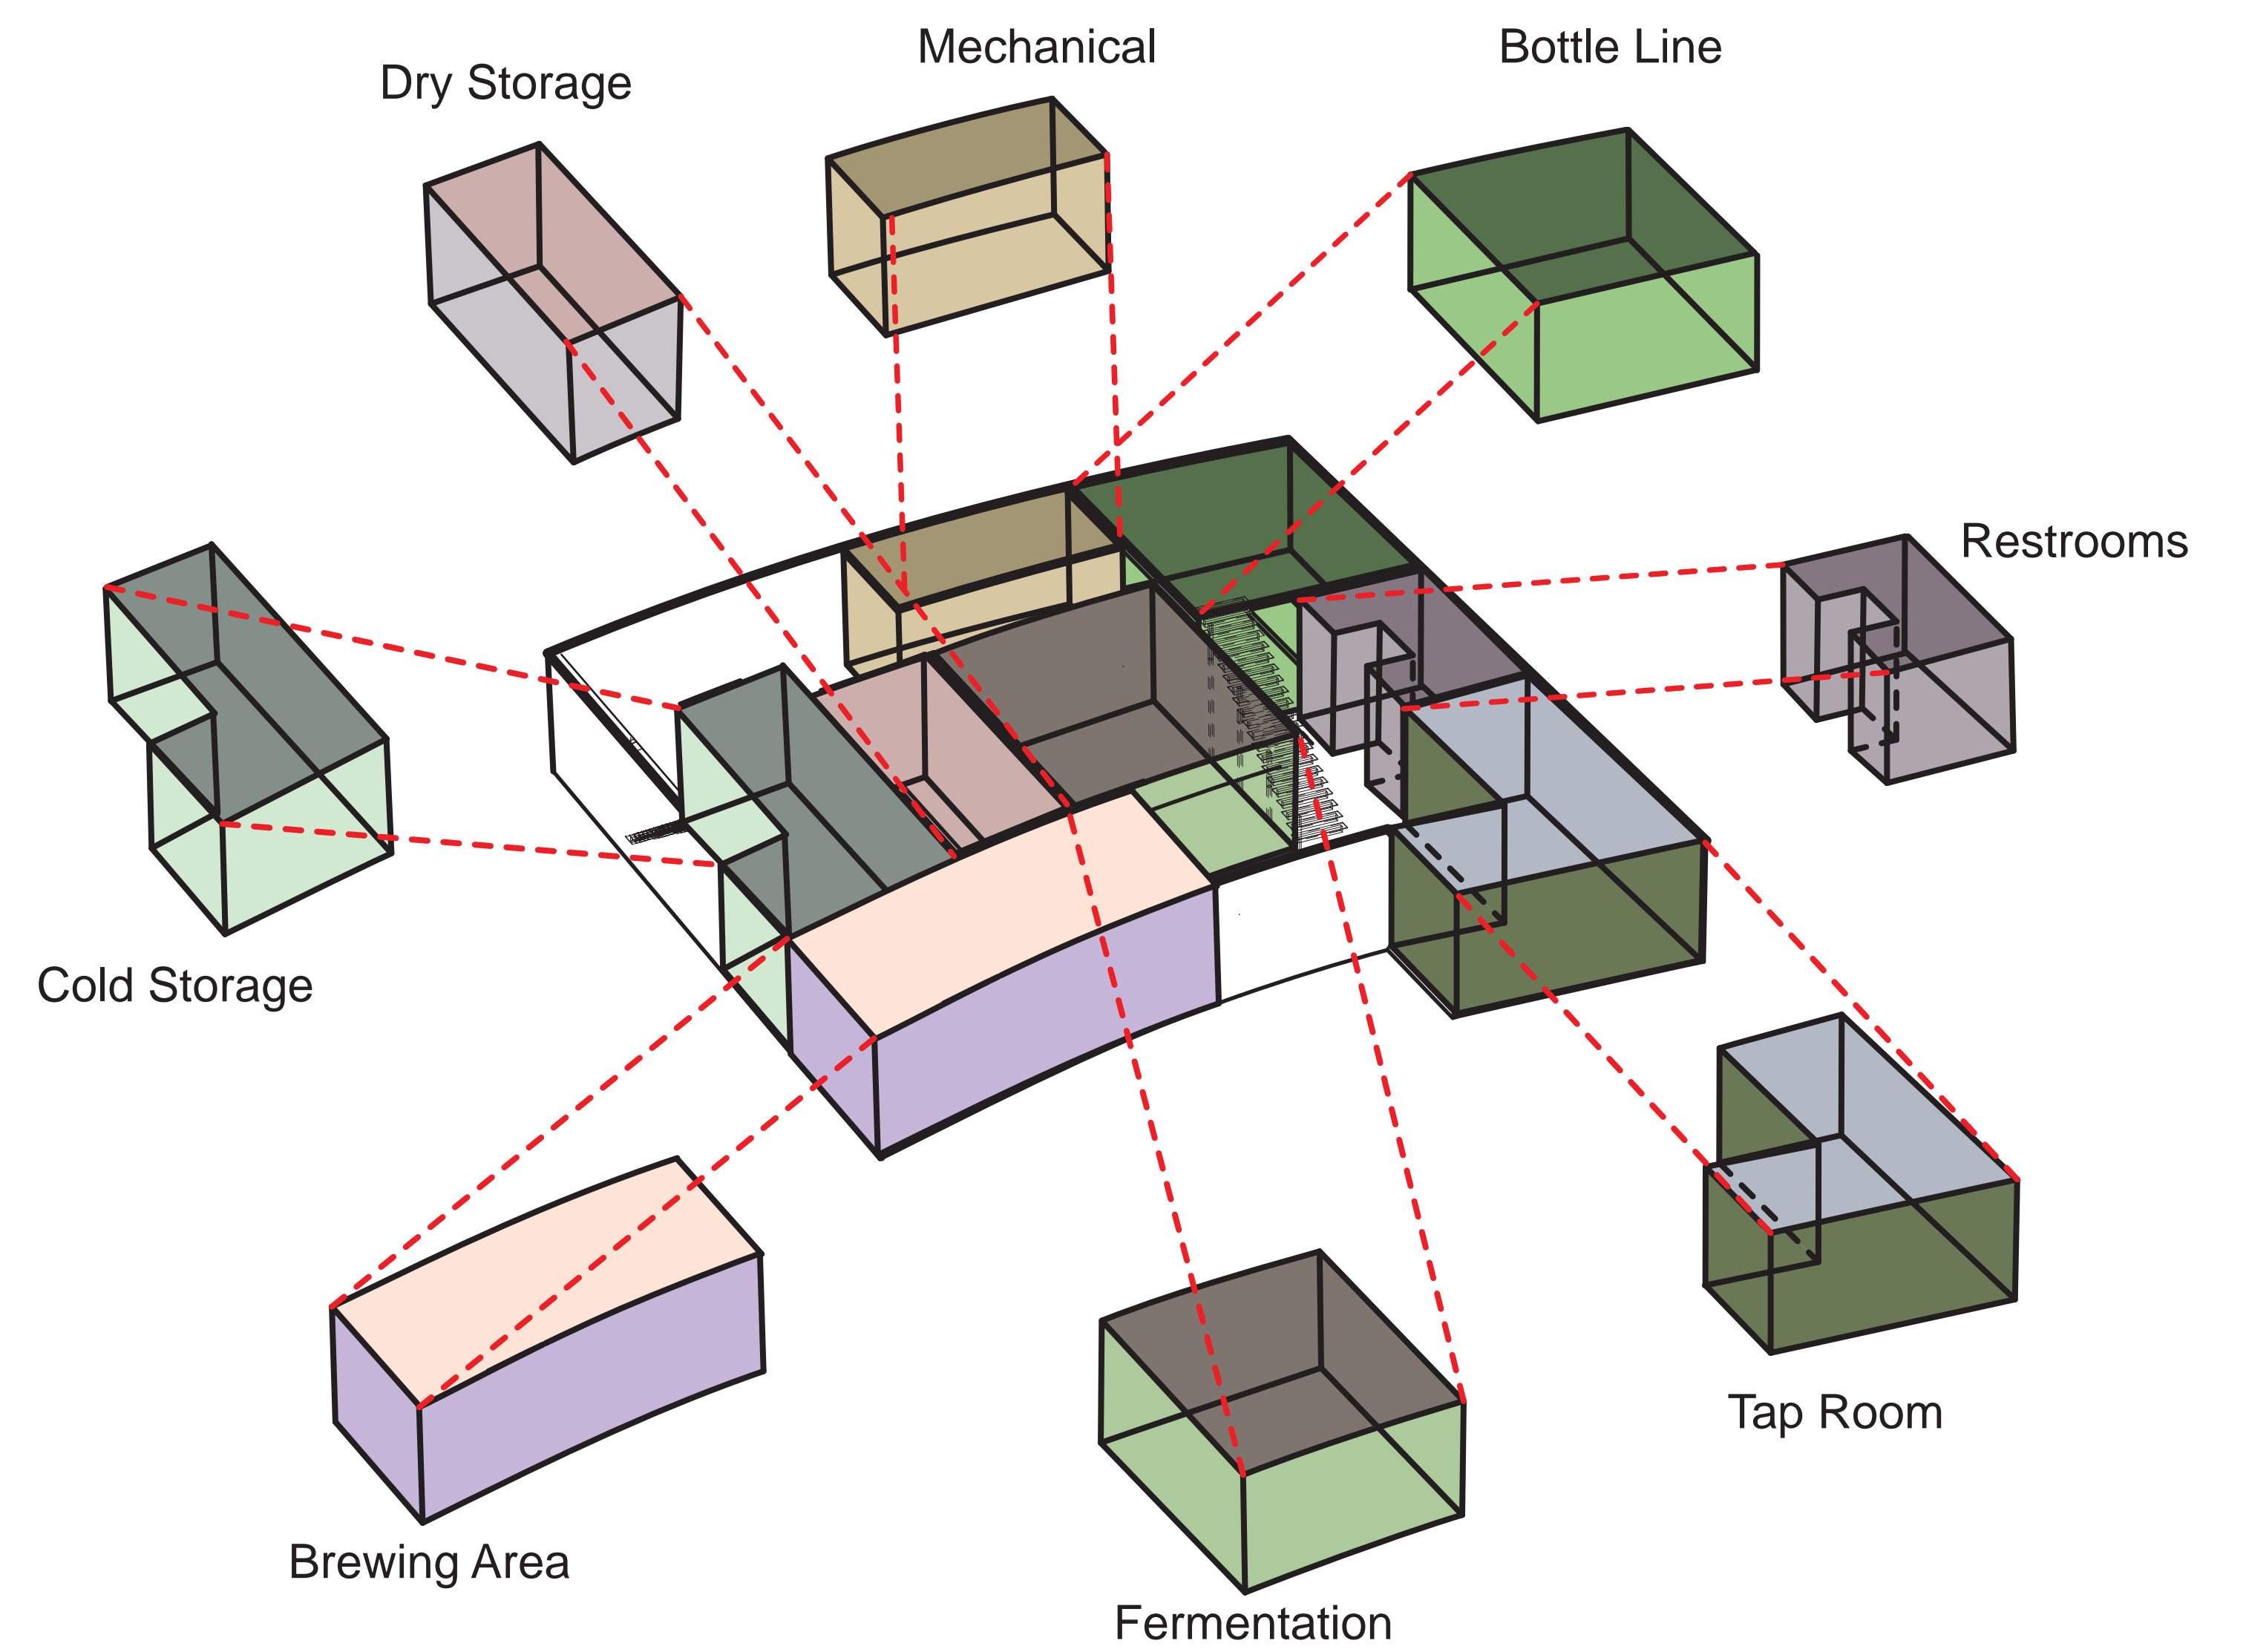 Mechanical
Bottle Line
Dry Storage
Restrooms
Cold Storage
Tap Room
Brewing Area
Fermentation